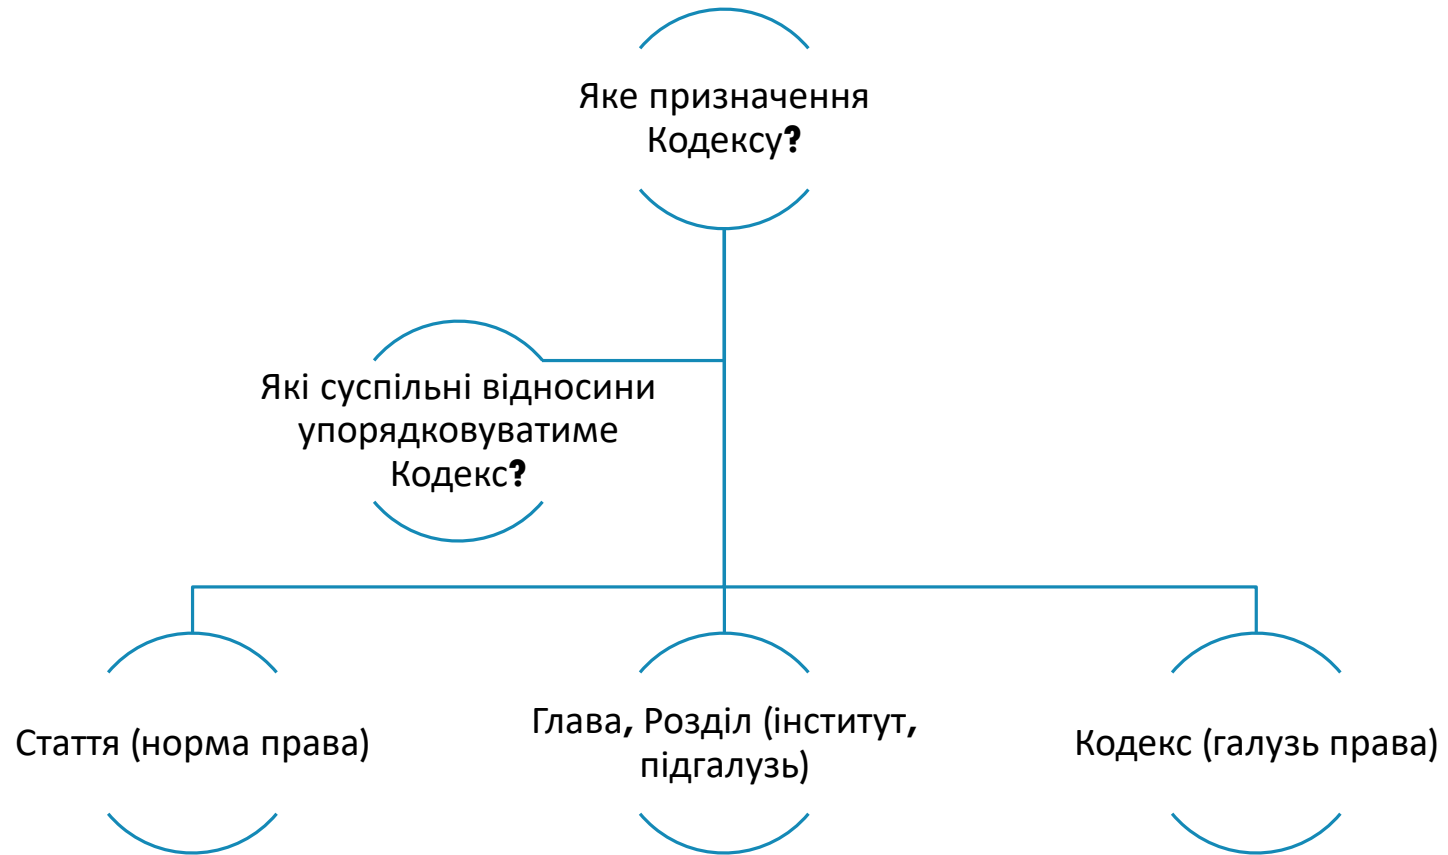 Яке призначення
Кодексу?
Які суспільні відносини
упорядковуватиме
Кодекс?
Стаття (норма права)
Глава, Розділ (інститут,
підгалузь)
Кодекс (галузь права)